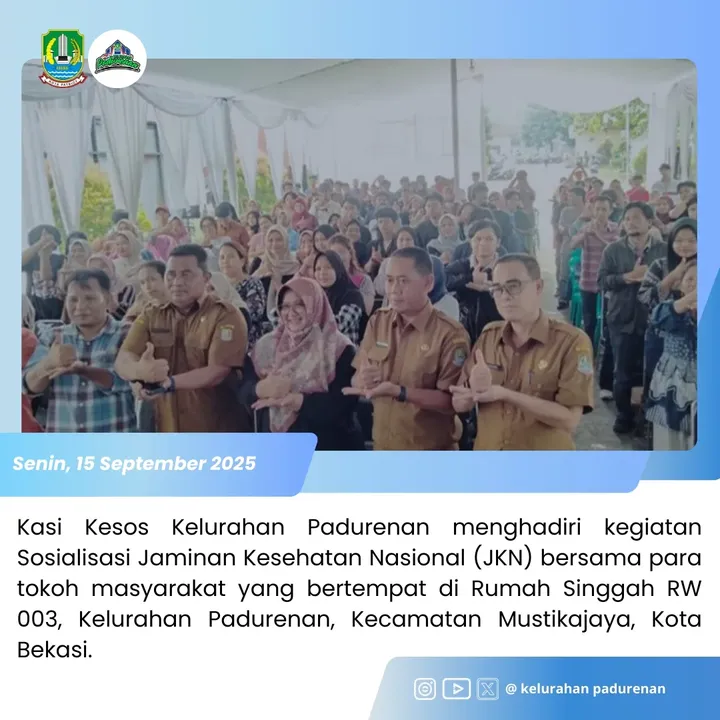 Senin, 15 September 2025
Kasi Kesos Kelurahan Padurenan menghadiri kegiatan
Sosialisasi Jaminan Kesehatan Nasional (JKN) bersama para
tokoh masyarakat yang bertempat di Rumah Singgah RW
003, Kelurahan Padurenan, Kecamatan Mustikajaya, Kota
Bekasi.
@ kelurahan padurenan